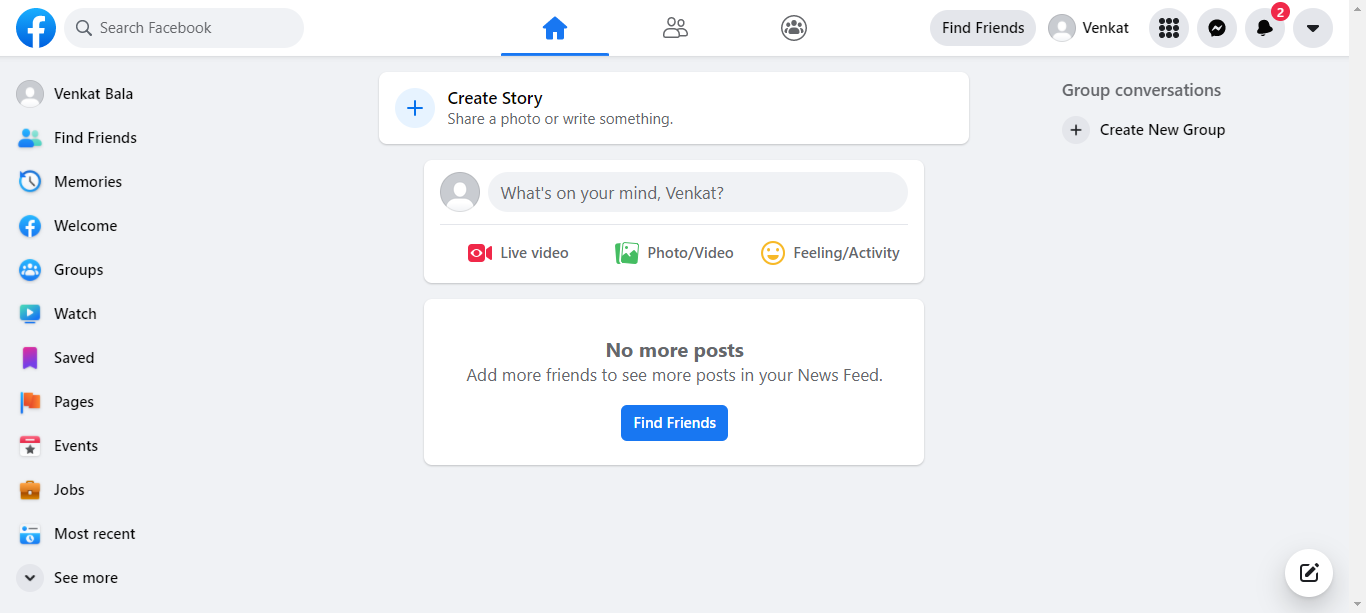 Search Facebook
Find Friends
Venkat
2
Venkat Bala
Find Friends
Memories
Welcome
Groups
Watch
Saved
Pages
Events
Jobs
Most recent
See more
Create Story
Share a photo or write something.
What's on your mind, Venkat?
Live video
Photo/Video
Feeling/Activity
No more posts
Add more friends to see more posts in your News Feed.
Find Friends
Group conversations
Create New Group